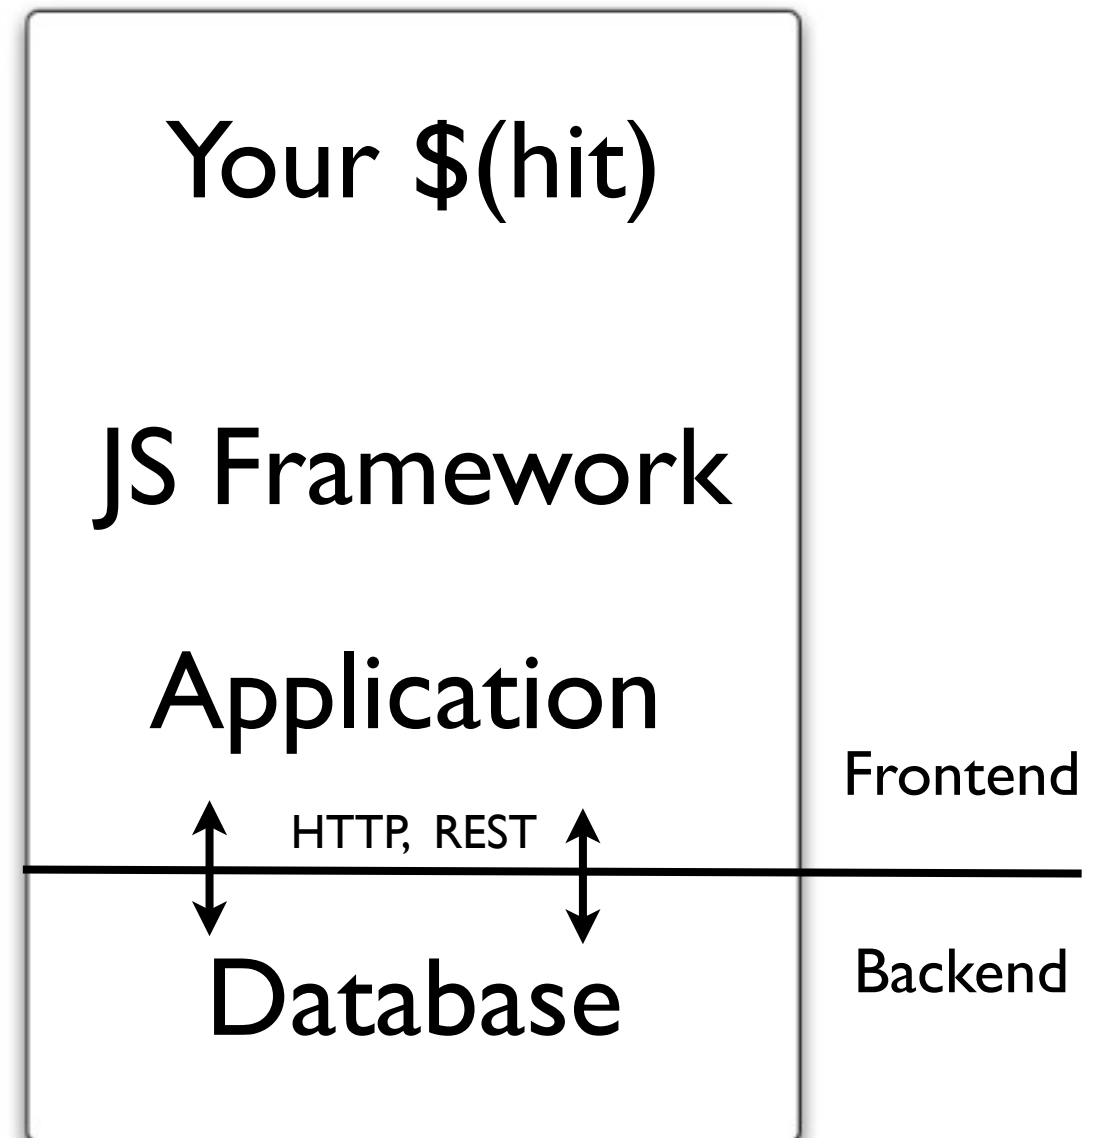 Your $(hit)
JS Framework
Application
Frontend
HTTP, REST
Backend
Database